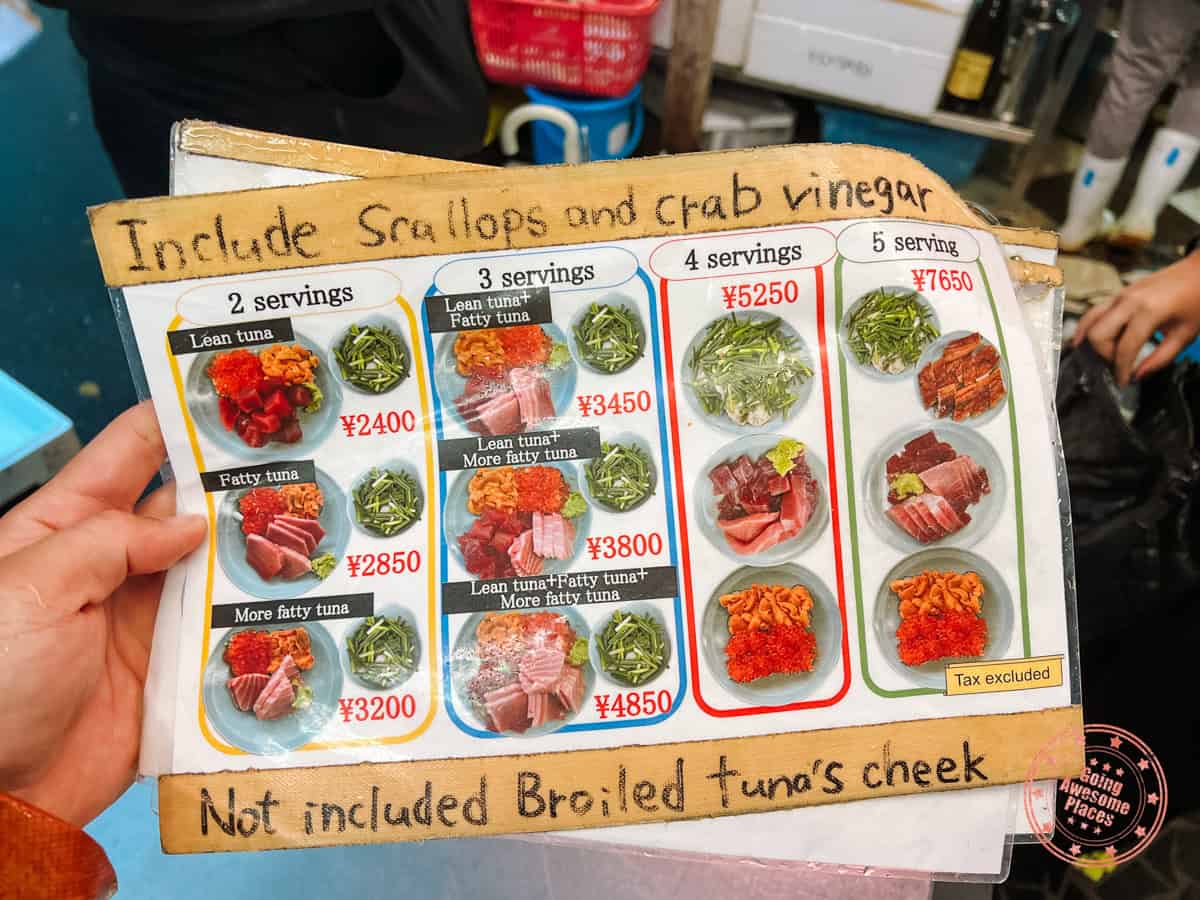 Include Scallops and crab vinegar
2 servings
Lean tuna
¥2400
Fatty tuna
¥2850
More fatty tuna
¥3200
3 servings
Lean tuna+
Fatty tuna
¥3450
Lean tuna+
More fatty tuna
¥3800
Lean tuna+Fatty tuna+
More fatty tuna
¥4850
4 servings
¥5250
5 serving
¥7650
Tax excluded
Not included Broiled tuna's cheek
Going
Awesome
Places